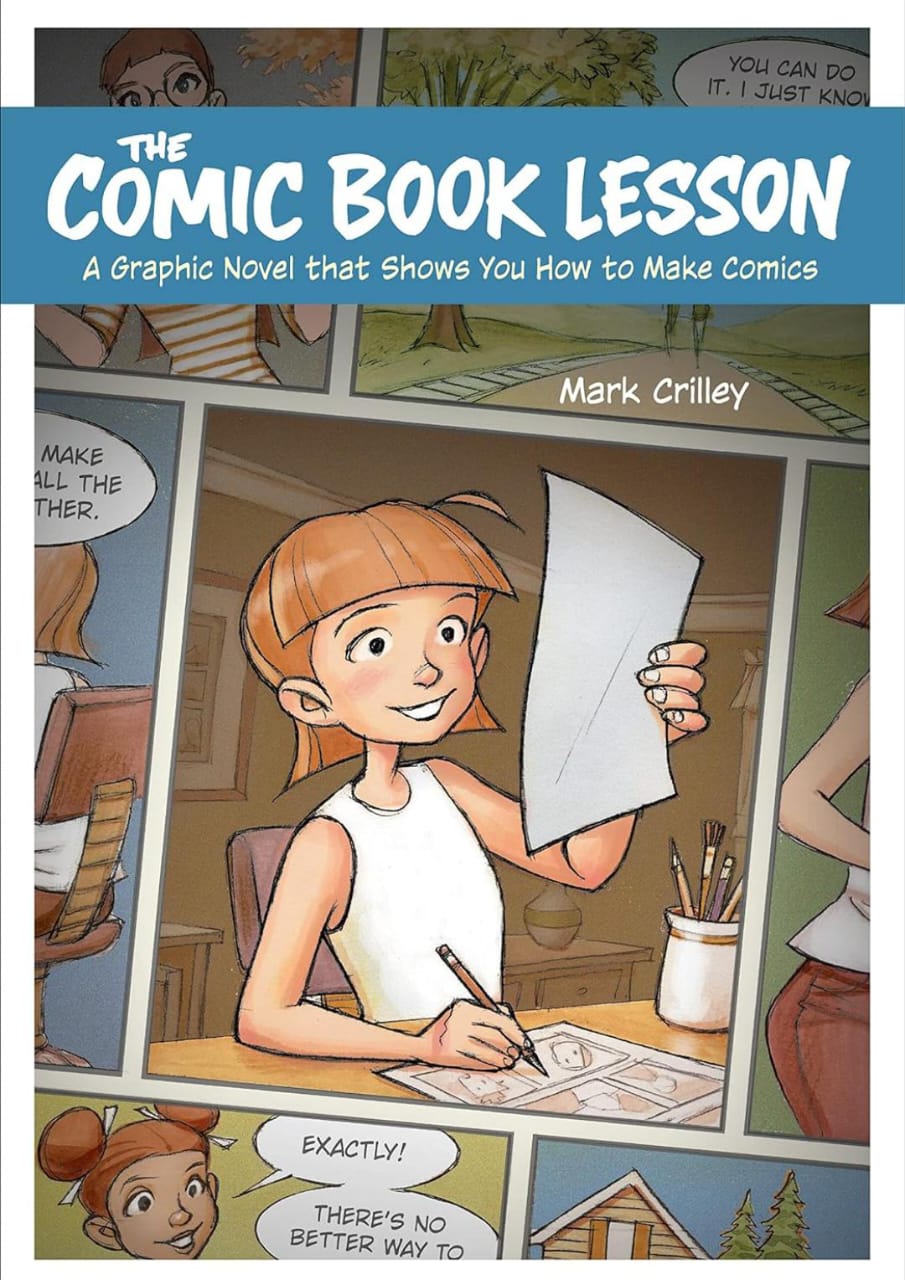 YOU CAN DO
IT. I JUST KNOW
THE
COMIC BOOK LESSON
A Graphic Novel that Shows You How to Make Comics
Mark Crilley
MAKE
ALL THE
THER.
EXACTLY!
THERE'S NO
BETTER WAY TO